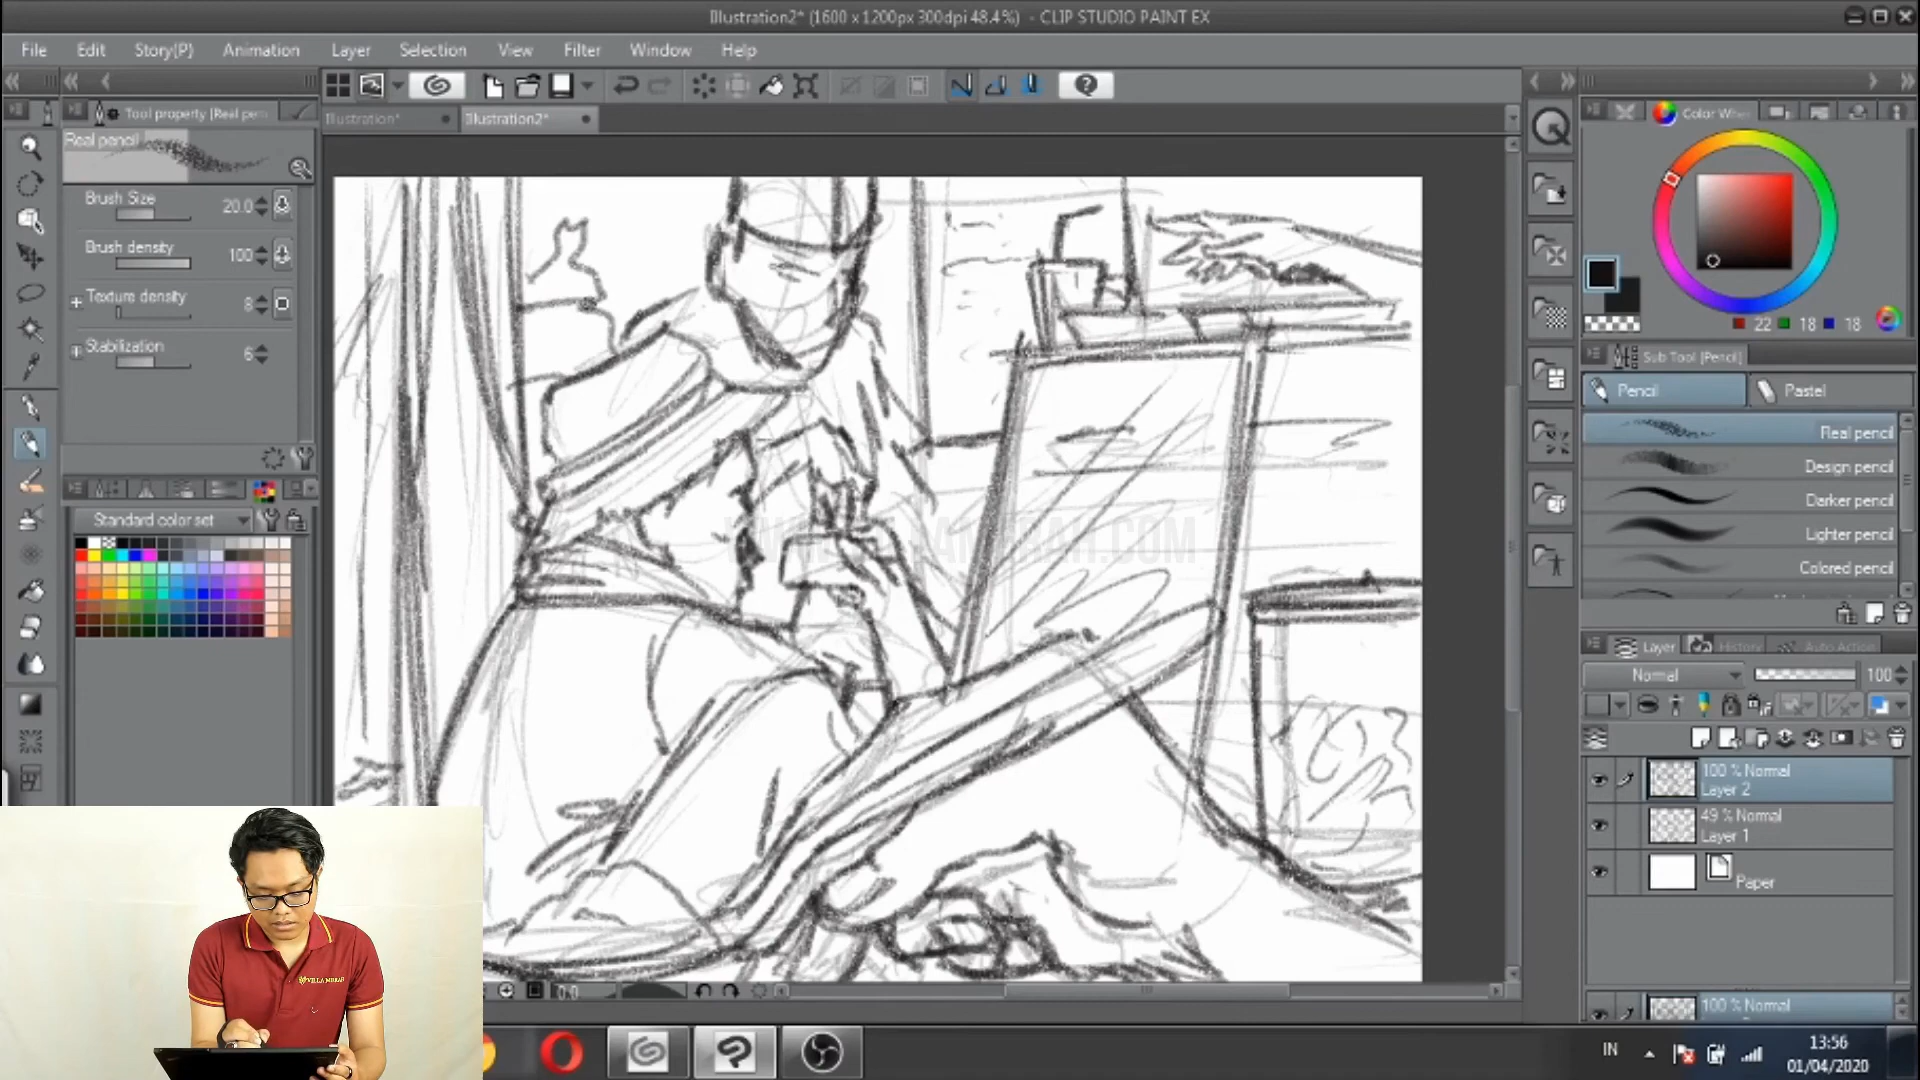 Illustration2* (1600 x 1200px 300dpi 48.4%) - CLIP STUDIO PAINT EX
File Edit Story(P) Animation Layer Selection View Filter Window Help
Tool property [Real pen
Illustration* Illustration2*
Color Whe
Real pencil
Brush Size 20.0
Brush density 100
Texture density 8
Stabilization 6
22 18 18
Sub Tool [Pencil]
Pencil Pastel
Real pencil
Design pencil
Darker pencil
Lighter pencil
Colored pencil
Standard color set
Layer History Auto Action
Normal 100
100 % Normal
Layer 2
49 % Normal
Layer 1
Paper
100 % Normal
VILLA MERAH
0.0
IN 13:56
01/04/2020